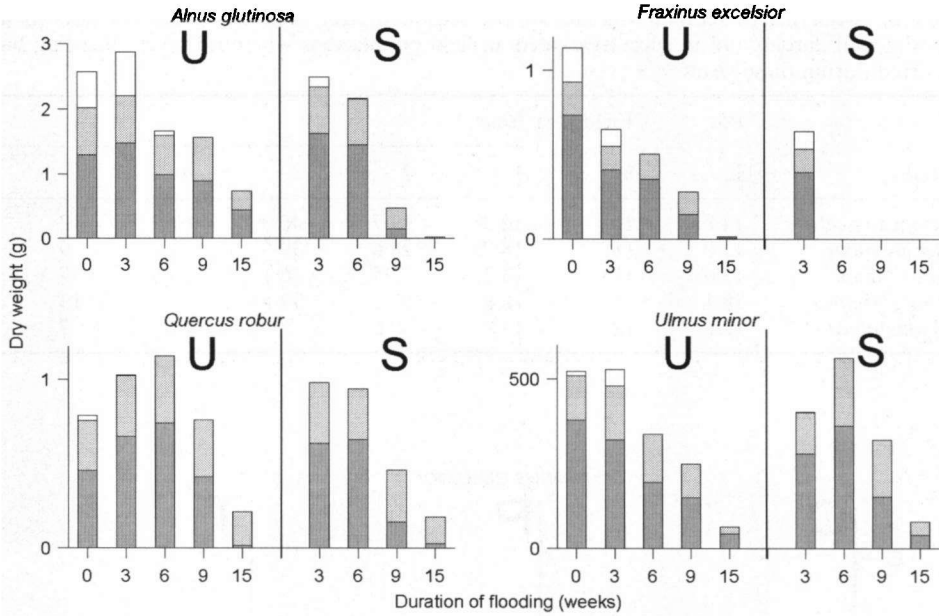 Alnus glutinosa
Fraxinus excelsior
U S
U S
3
2
1
0
1
0
0 3 6 9 15 3 6 9 15
0 3 6 9 15 3 6 9 15
Dry weight (g)
Quercus robur
Ulmus minor
U S
U S
1
0
500
0
0 3 6 9 15 3 6 9 15
0 3 6 9 15 3 6 9 15
Duration of flooding (weeks)